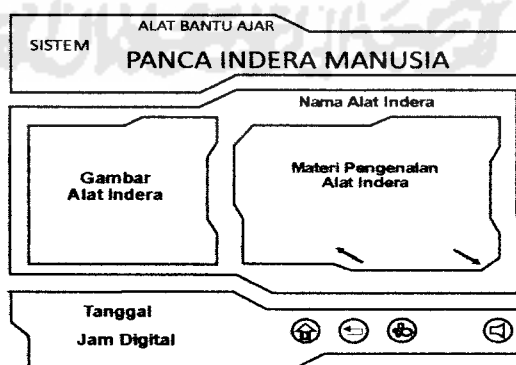 ALAT BANTU AJAR
SISTEM
PANCA INDERA MANUSIA
Nama Alat Indera
Gambar
Alat Indera
Materi Pengenalan
Alat Indera
Tanggal
Jam Digital